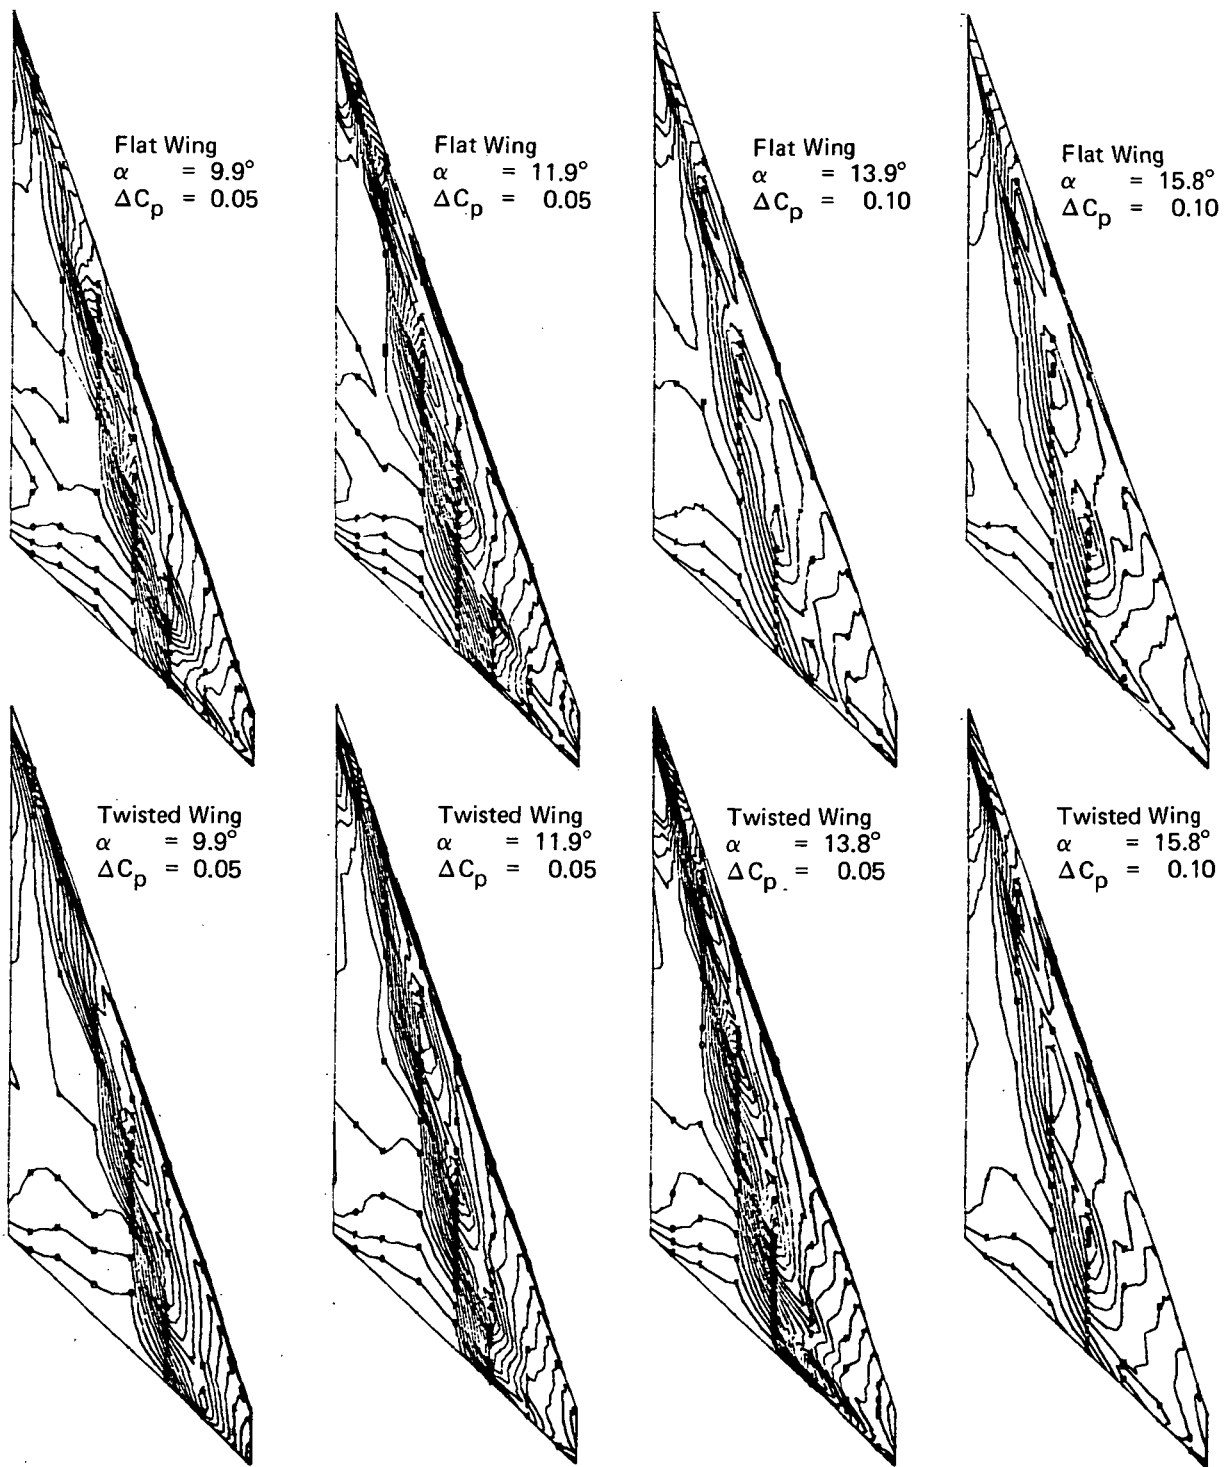 Flat Wing
α = 9.9°
ΔCp = 0.05
Flat Wing
α = 11.9°
ΔCp = 0.05
Flat Wing
α = 13.9°
ΔCp = 0.10
Flat Wing
α = 15.8°
ΔCp = 0.10
Twisted Wing
α = 9.9°
ΔCp = 0.05
Twisted Wing
α = 11.9°
ΔCp = 0.05
Twisted Wing
α = 13.8°
ΔCp = 0.05
Twisted Wing
α = 15.8°
ΔCp = 0.10